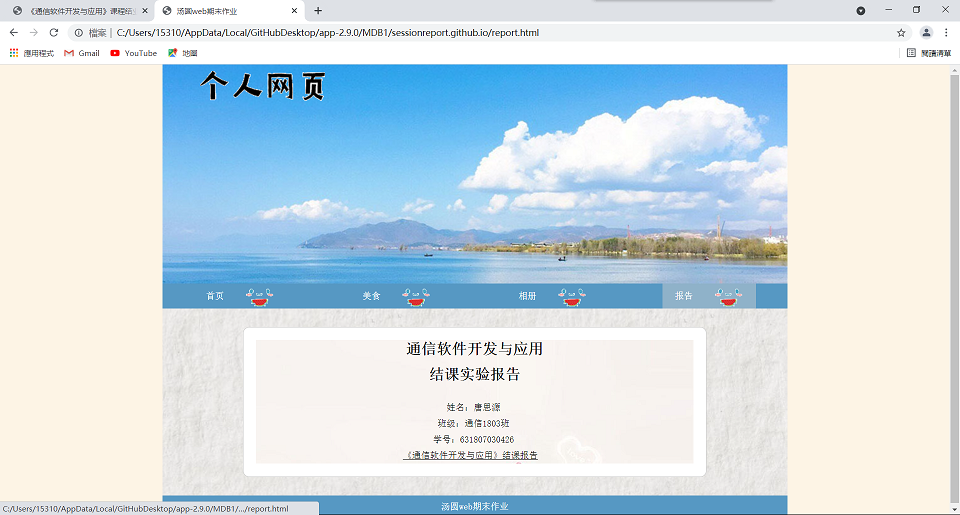 《通信软件开发与应用》课程结业
汤圆web期末作业
檔案
C:/Users/15310/AppData/Local/GitHubDesktop/app-2.9.0/MDB1/sessionreport.github.io/report.html
應用程式
Gmail
YouTube
地圖
閱讀清單
个人网页
首页
美食
相册
报告
通信软件开发与应用
结课实验报告
姓名：唐思源
班级：通信1803班
学号：631807030426
《通信软件开发与应用》结课报告
C:/Users/15310/AppData/Local/GitHubDesktop/app-2.9.0/MDB1/.../report.html
汤圆web期末作业